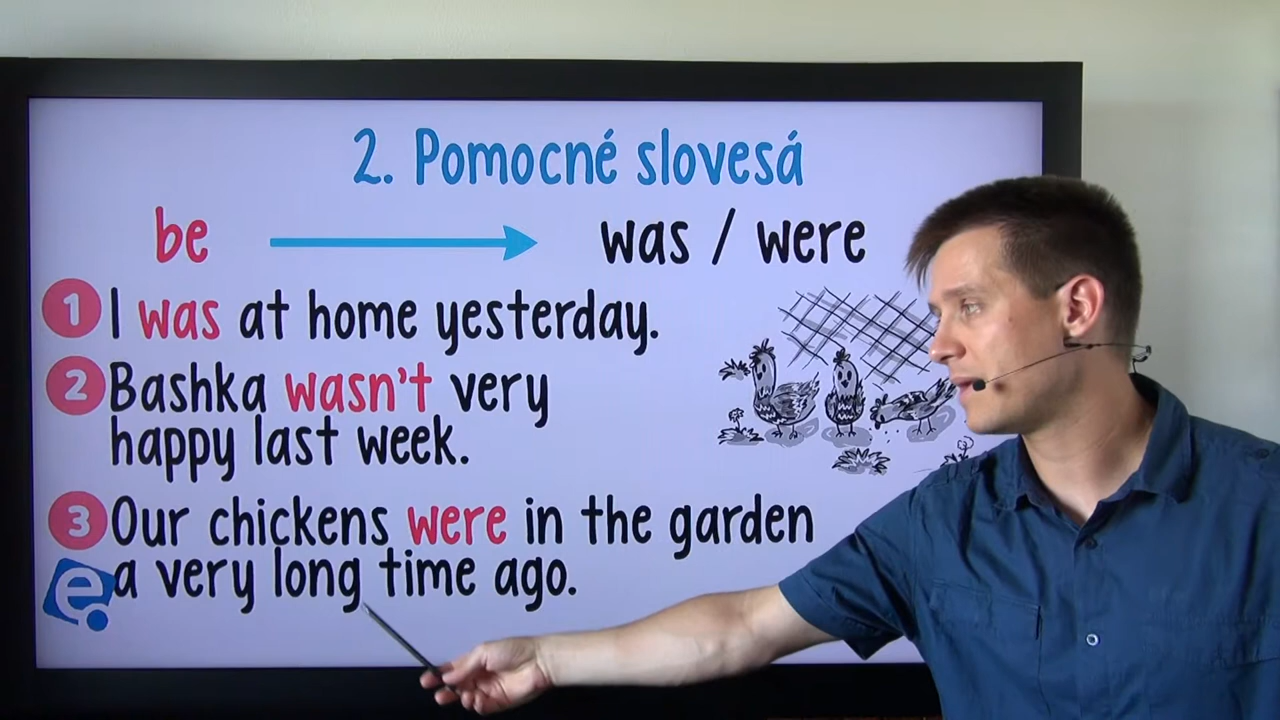 2. Pomocné slovesá
be was / were
1 I was at home yesterday.
2 Bashka wasn't very
happy last week.
3 Our chickens were in the garden
e. a very long time ago.